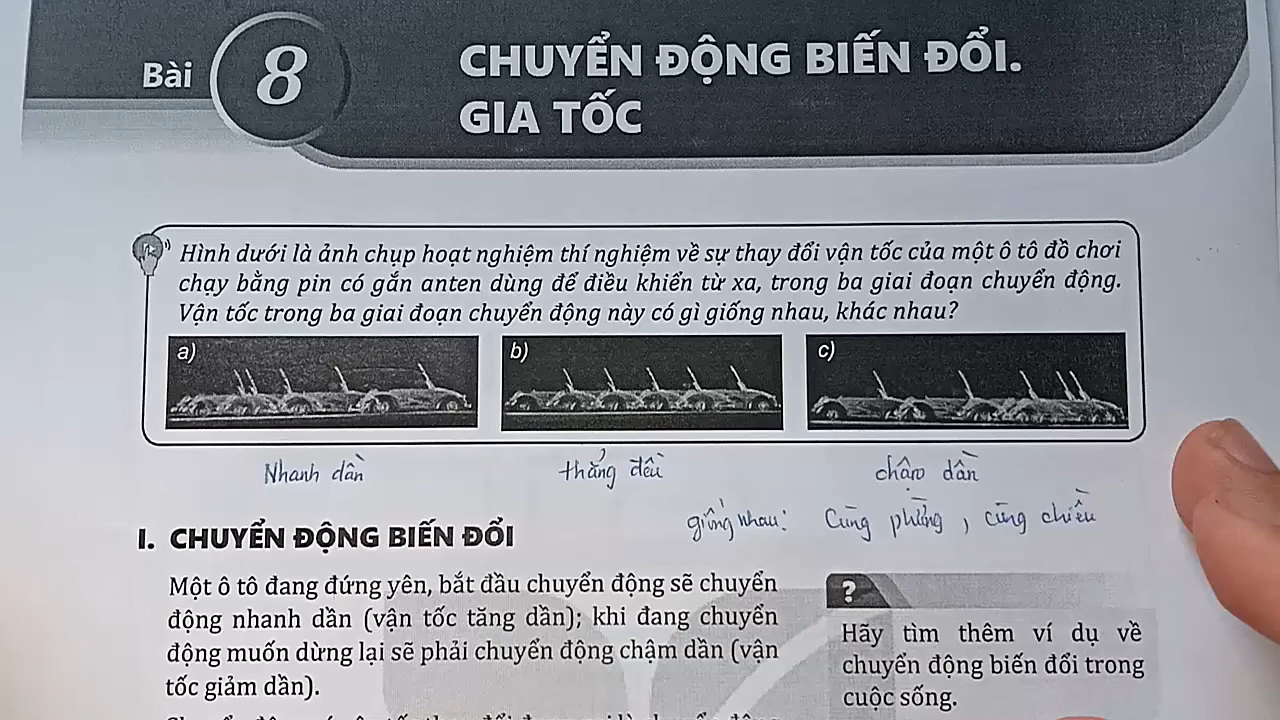 Bài 8 CHUYỂN ĐỘNG BIẾN ĐỔI.
GIA TỐC
Hình dưới là ảnh chụp hoạt nghiệm thí nghiệm về sự thay đổi vận tốc của một ô tô đồ chơi
chạy bằng pin có gắn anten dùng để điều khiển từ xa, trong ba giai đoạn chuyển động.
Vận tốc trong ba giai đoạn chuyển động này có gì giống nhau, khác nhau?
a) b) c)
Nhanh dần thẳng đều chậm dần
giống nhau: Cùng phương, cùng chiều
I. CHUYỂN ĐỘNG BIẾN ĐỔI
Một ô tô đang đứng yên, bắt đầu chuyển động sẽ chuyển
động nhanh dần (vận tốc tăng dần); khi đang chuyển
động muốn dừng lại sẽ phải chuyển động chậm dần (vận
tốc giảm dần).
?
Hãy tìm thêm ví dụ về
chuyển động biến đổi trong
cuộc sống.